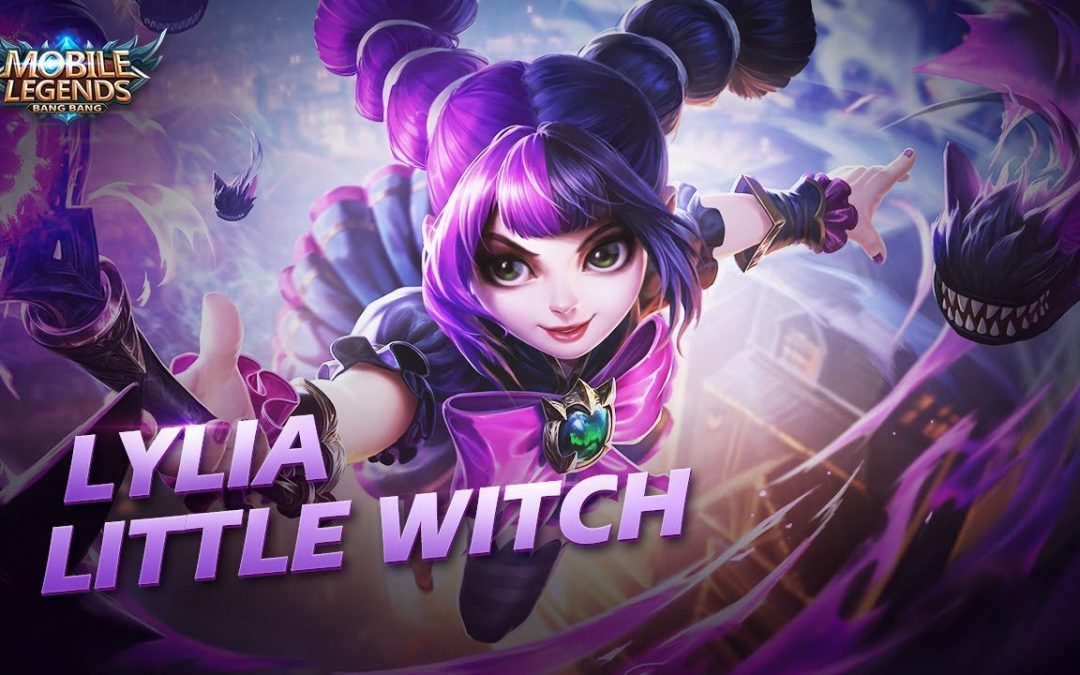 MOBILE
LEGENDS
BANG BANG
LYLIA
LITTLE WITCH